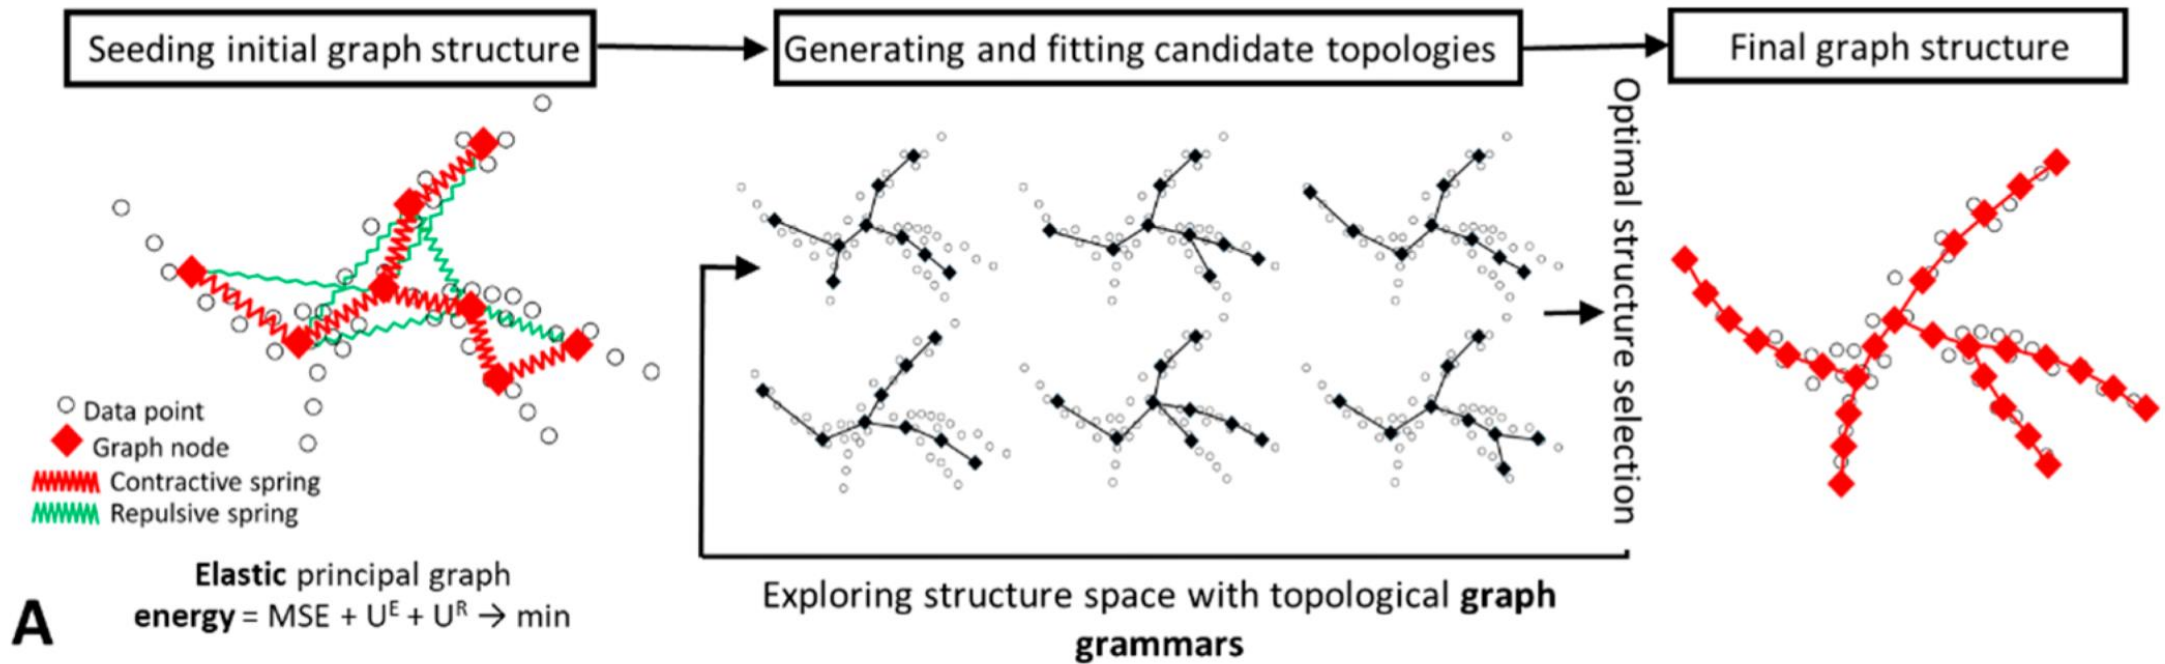 Seeding initial graph structure
Generating and fitting candidate topologies
Final graph structure
Optimal structure selection
Data point
Graph node
Contractive spring
Repulsive spring
Elastic principal graph
energy = MSE + Uᴱ + Uᴿ → min
Exploring structure space with topological graph
grammars
A